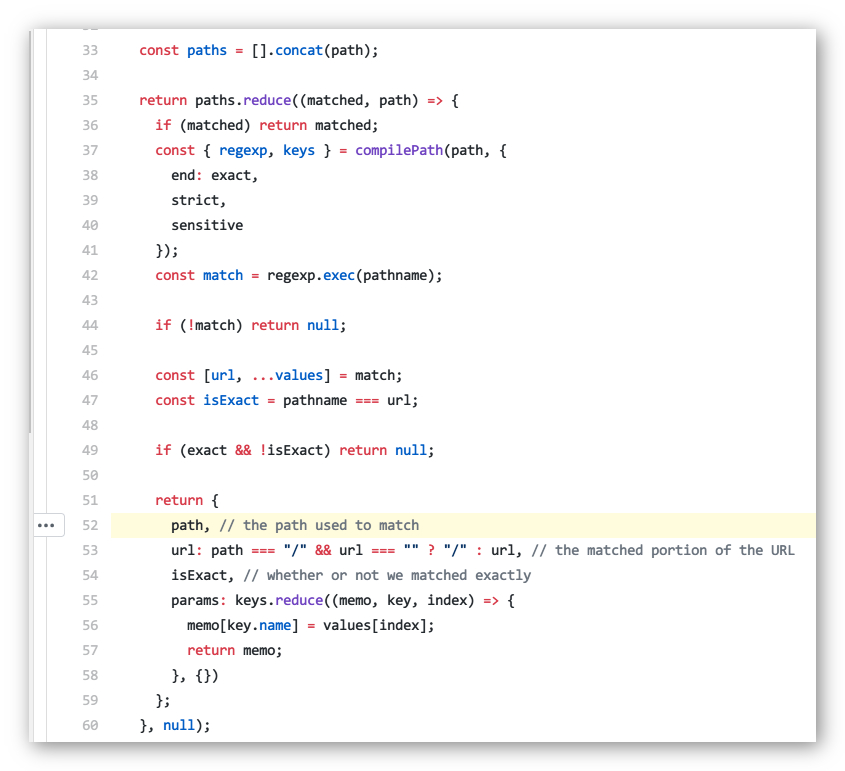 33 const paths = [].concat(path);
34
35 return paths.reduce((matched, path) => {
36 if (matched) return matched;
37 const { regexp, keys } = compilePath(path, {
38 end: exact,
39 strict,
40 sensitive
41 });
42 const match = regexp.exec(pathname);
43
44 if (!match) return null;
45
46 const [url, ...values] = match;
47 const isExact = pathname === url;
48
49 if (exact && !isExact) return null;
50
51 return {
52 path, // the path used to match
53 url: path === "/" && url === "" ? "/" : url, // the matched portion of the URL
54 isExact, // whether or not we matched exactly
55 params: keys.reduce((memo, key, index) => {
56 memo[key.name] = values[index];
57 return memo;
58 }, {})
59 };
60 }, null);